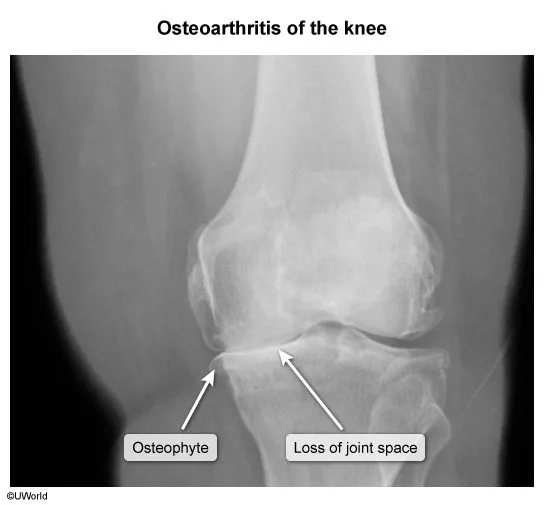 Osteoarthritis of the knee
Osteophyte
Loss of joint space
©UWorld